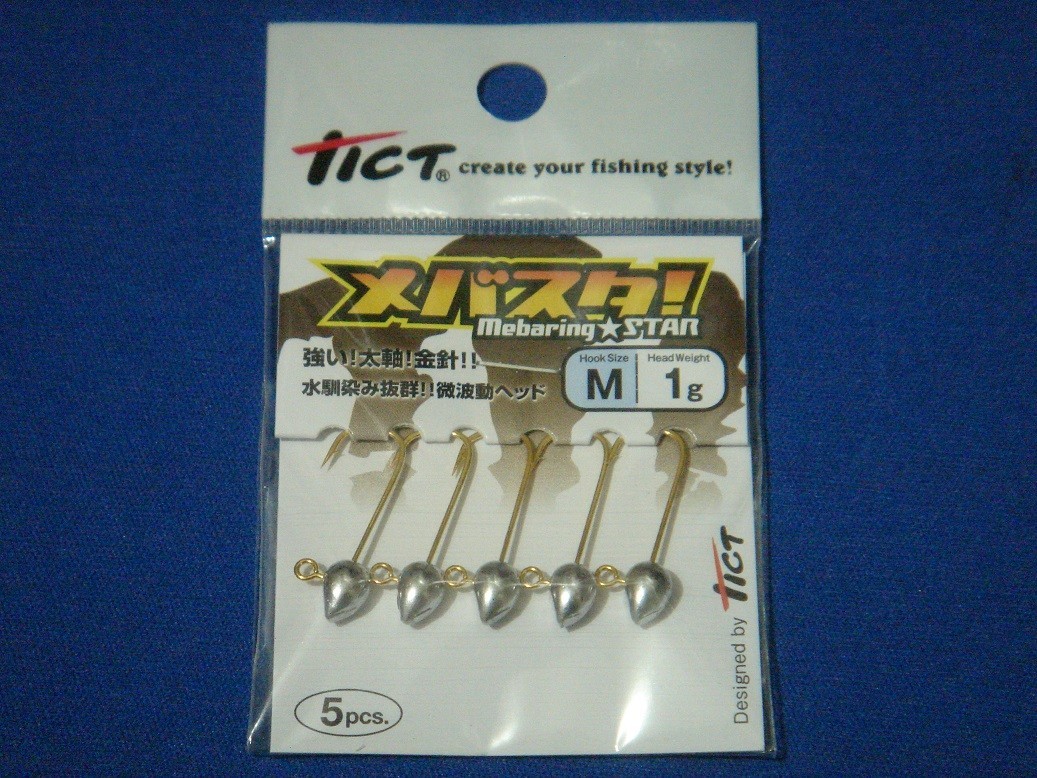 TICT® create your fishing style!
メバスタ!
Mebaring★STAR
強い!太軸!金針!!
水馴染み抜群!!微波動ヘッド
Hook Size Head Weight
M 1g
Designed by TICT
5pcs.